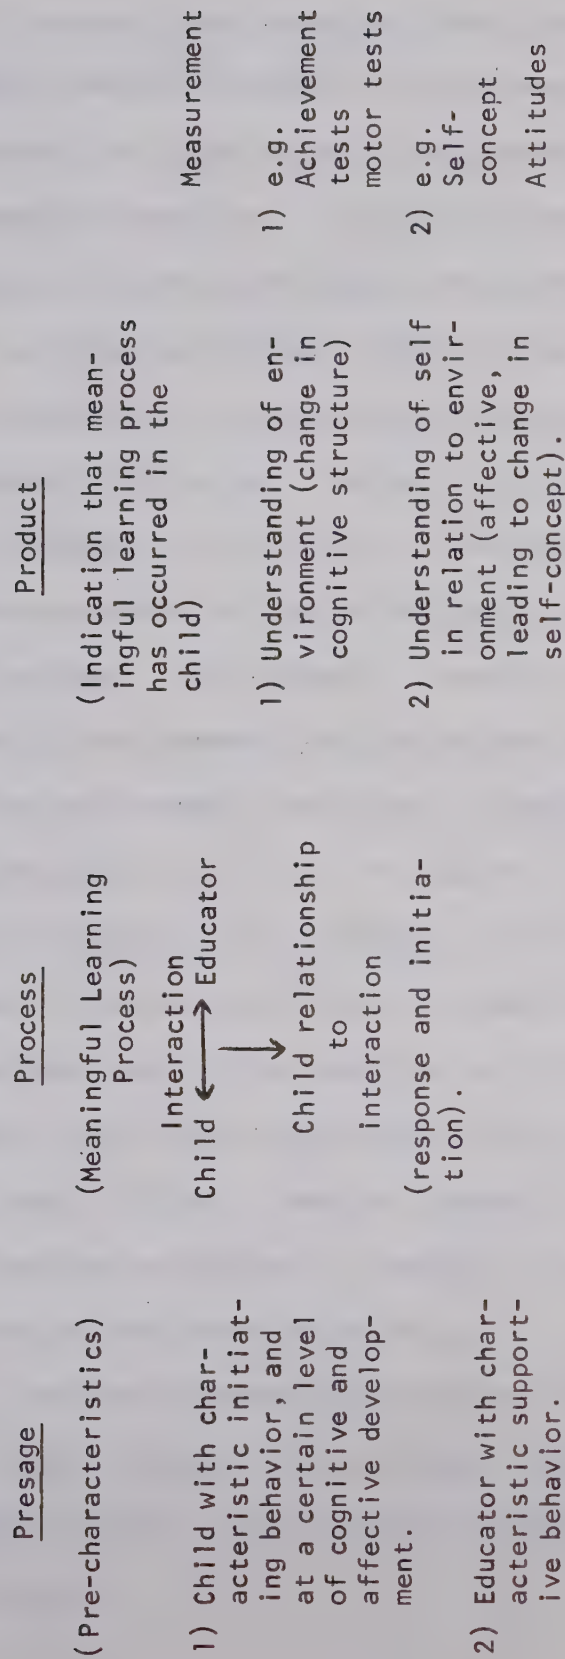 Presage
(Pre-characteristics)
1) Child with char-
acteristic initiat-
ing behavior, and
at a certain level
of cognitive and
affective develop-
ment.
2) Educator with char-
acteristic support-
ive behavior.
Process
(Meaningful Learning
Process)
Interaction
Child ⟷ Educator
↓
Child relationship
to
interaction
(response and initia-
tion).
Product
(Indication that mean-
ingful learning process
has occurred in the
child)
1) Understanding of en-
vironment (change in
cognitive structure)
2) Understanding of self
in relation to envir-
onment (affective,
leading to change in
self-concept).
Measurement
1) e.g.
Achievement
tests
motor tests
2) e.g.
Self-
concept.
Attitudes